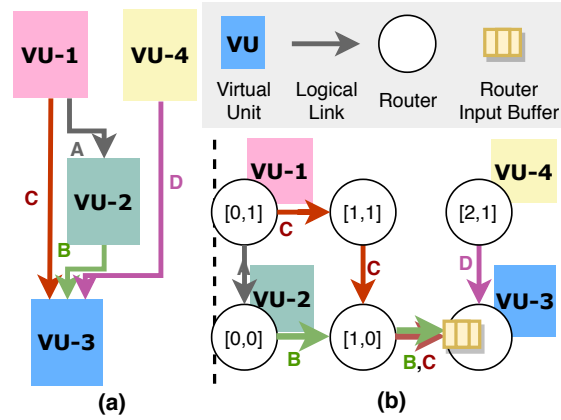 VU-1
VU-4
A
C
VU-2
D
B
VU-3
(a)
VU
Virtual
Unit
Logical
Link
Router
Router
Input Buffer
VU-1
VU-4
[0,1]
[1,1]
[2,1]
C
A
C
D
VU-2
VU-3
[0,0]
[1,0]
B
B,C
(b)